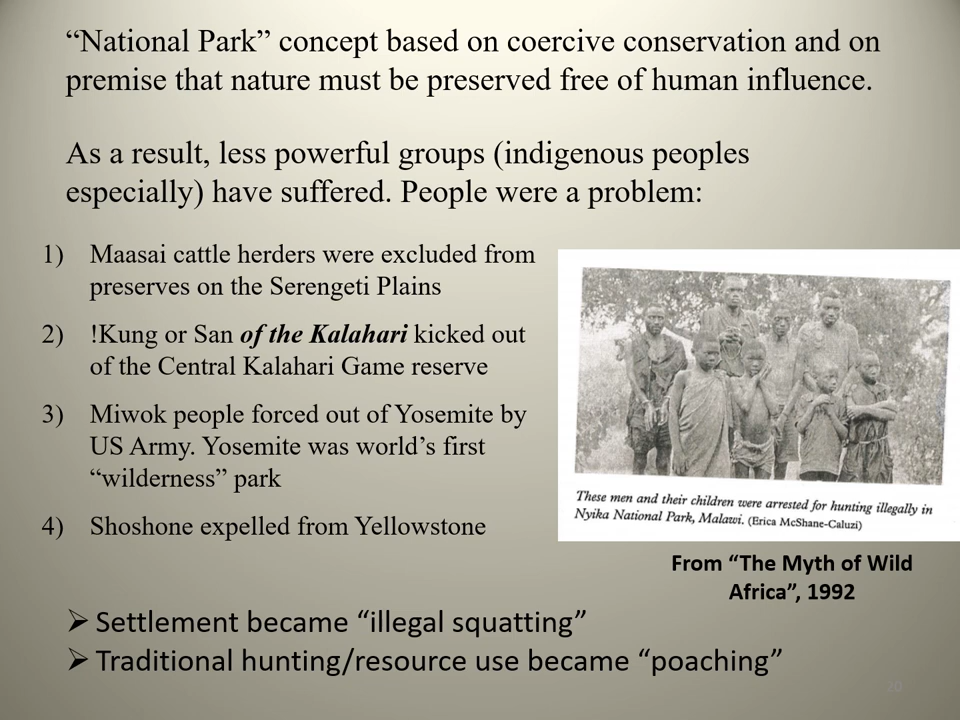 “National Park” concept based on coercive conservation and on
premise that nature must be preserved free of human influence.
As a result, less powerful groups (indigenous peoples
especially) have suffered. People were a problem:
1) Maasai cattle herders were excluded from
preserves on the Serengeti Plains
2) !Kung or San of the Kalahari kicked out
of the Central Kalahari Game reserve
3) Miwok people forced out of Yosemite by
US Army. Yosemite was world’s first
“wilderness” park
4) Shoshone expelled from Yellowstone
These men and their children were arrested for hunting illegally in
Nyika National Park, Malawi. (Erica McShane-Caluzi)
From “The Myth of Wild
Africa”, 1992
➢ Settlement became “illegal squatting”
➢ Traditional hunting/resource use became “poaching”
20